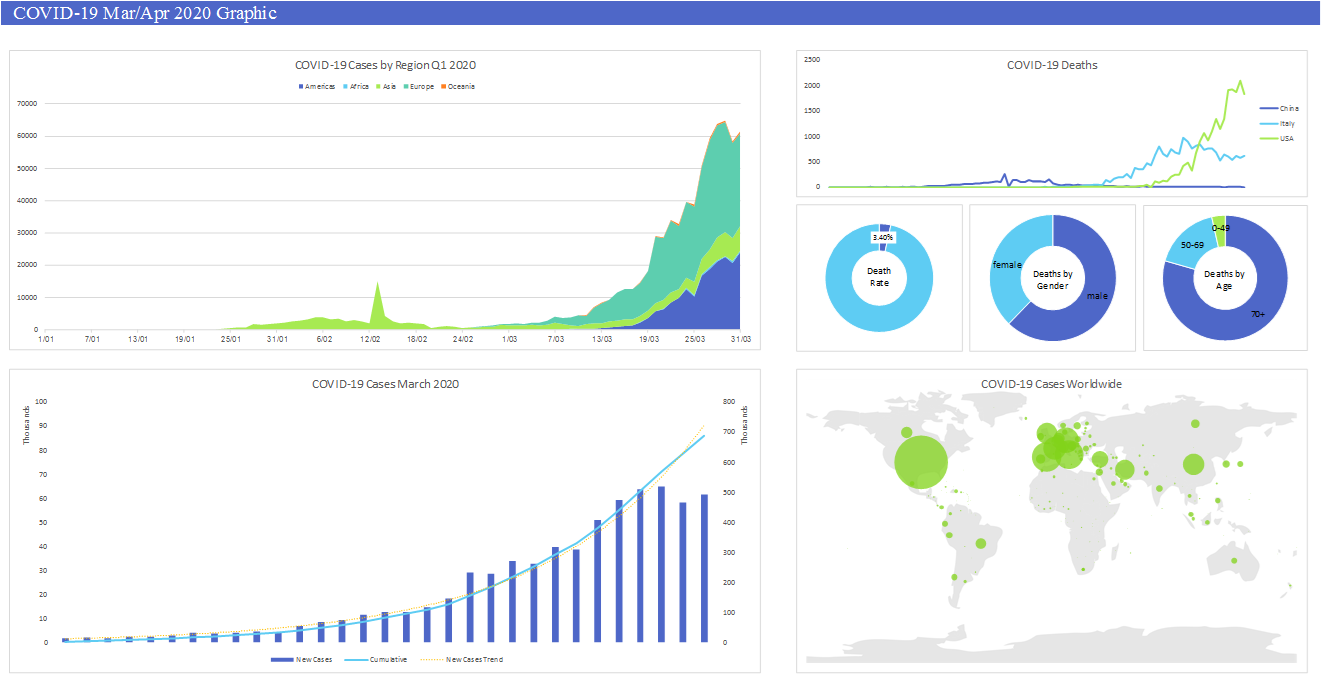 COVID-19 Mar/Apr 2020 Graphic
COVID-19 Cases by Region Q1 2020
Americas Africa Asia Europe Oceania
70000
60000
50000
40000
30000
20000
10000
0
1/01 7/01 13/01 19/01 25/01 31/01 6/02 12/02 18/02 24/02 1/03 7/03 13/03 19/03 25/03 31/03
COVID-19 Deaths
2500
2000
1500
1000
500
0
China
Italy
USA
3.40%
Death
Rate
female
Deaths by
Gender
male
0-49
50-69
Deaths by
Age
70+
COVID-19 Cases March 2020
Thousands
100
90
80
70
60
50
40
30
20
10
0
800
700
600
500
400
300
200
100
0
Thousands
New Cases Cumulative New Cases Trend
COVID-19 Cases Worldwide